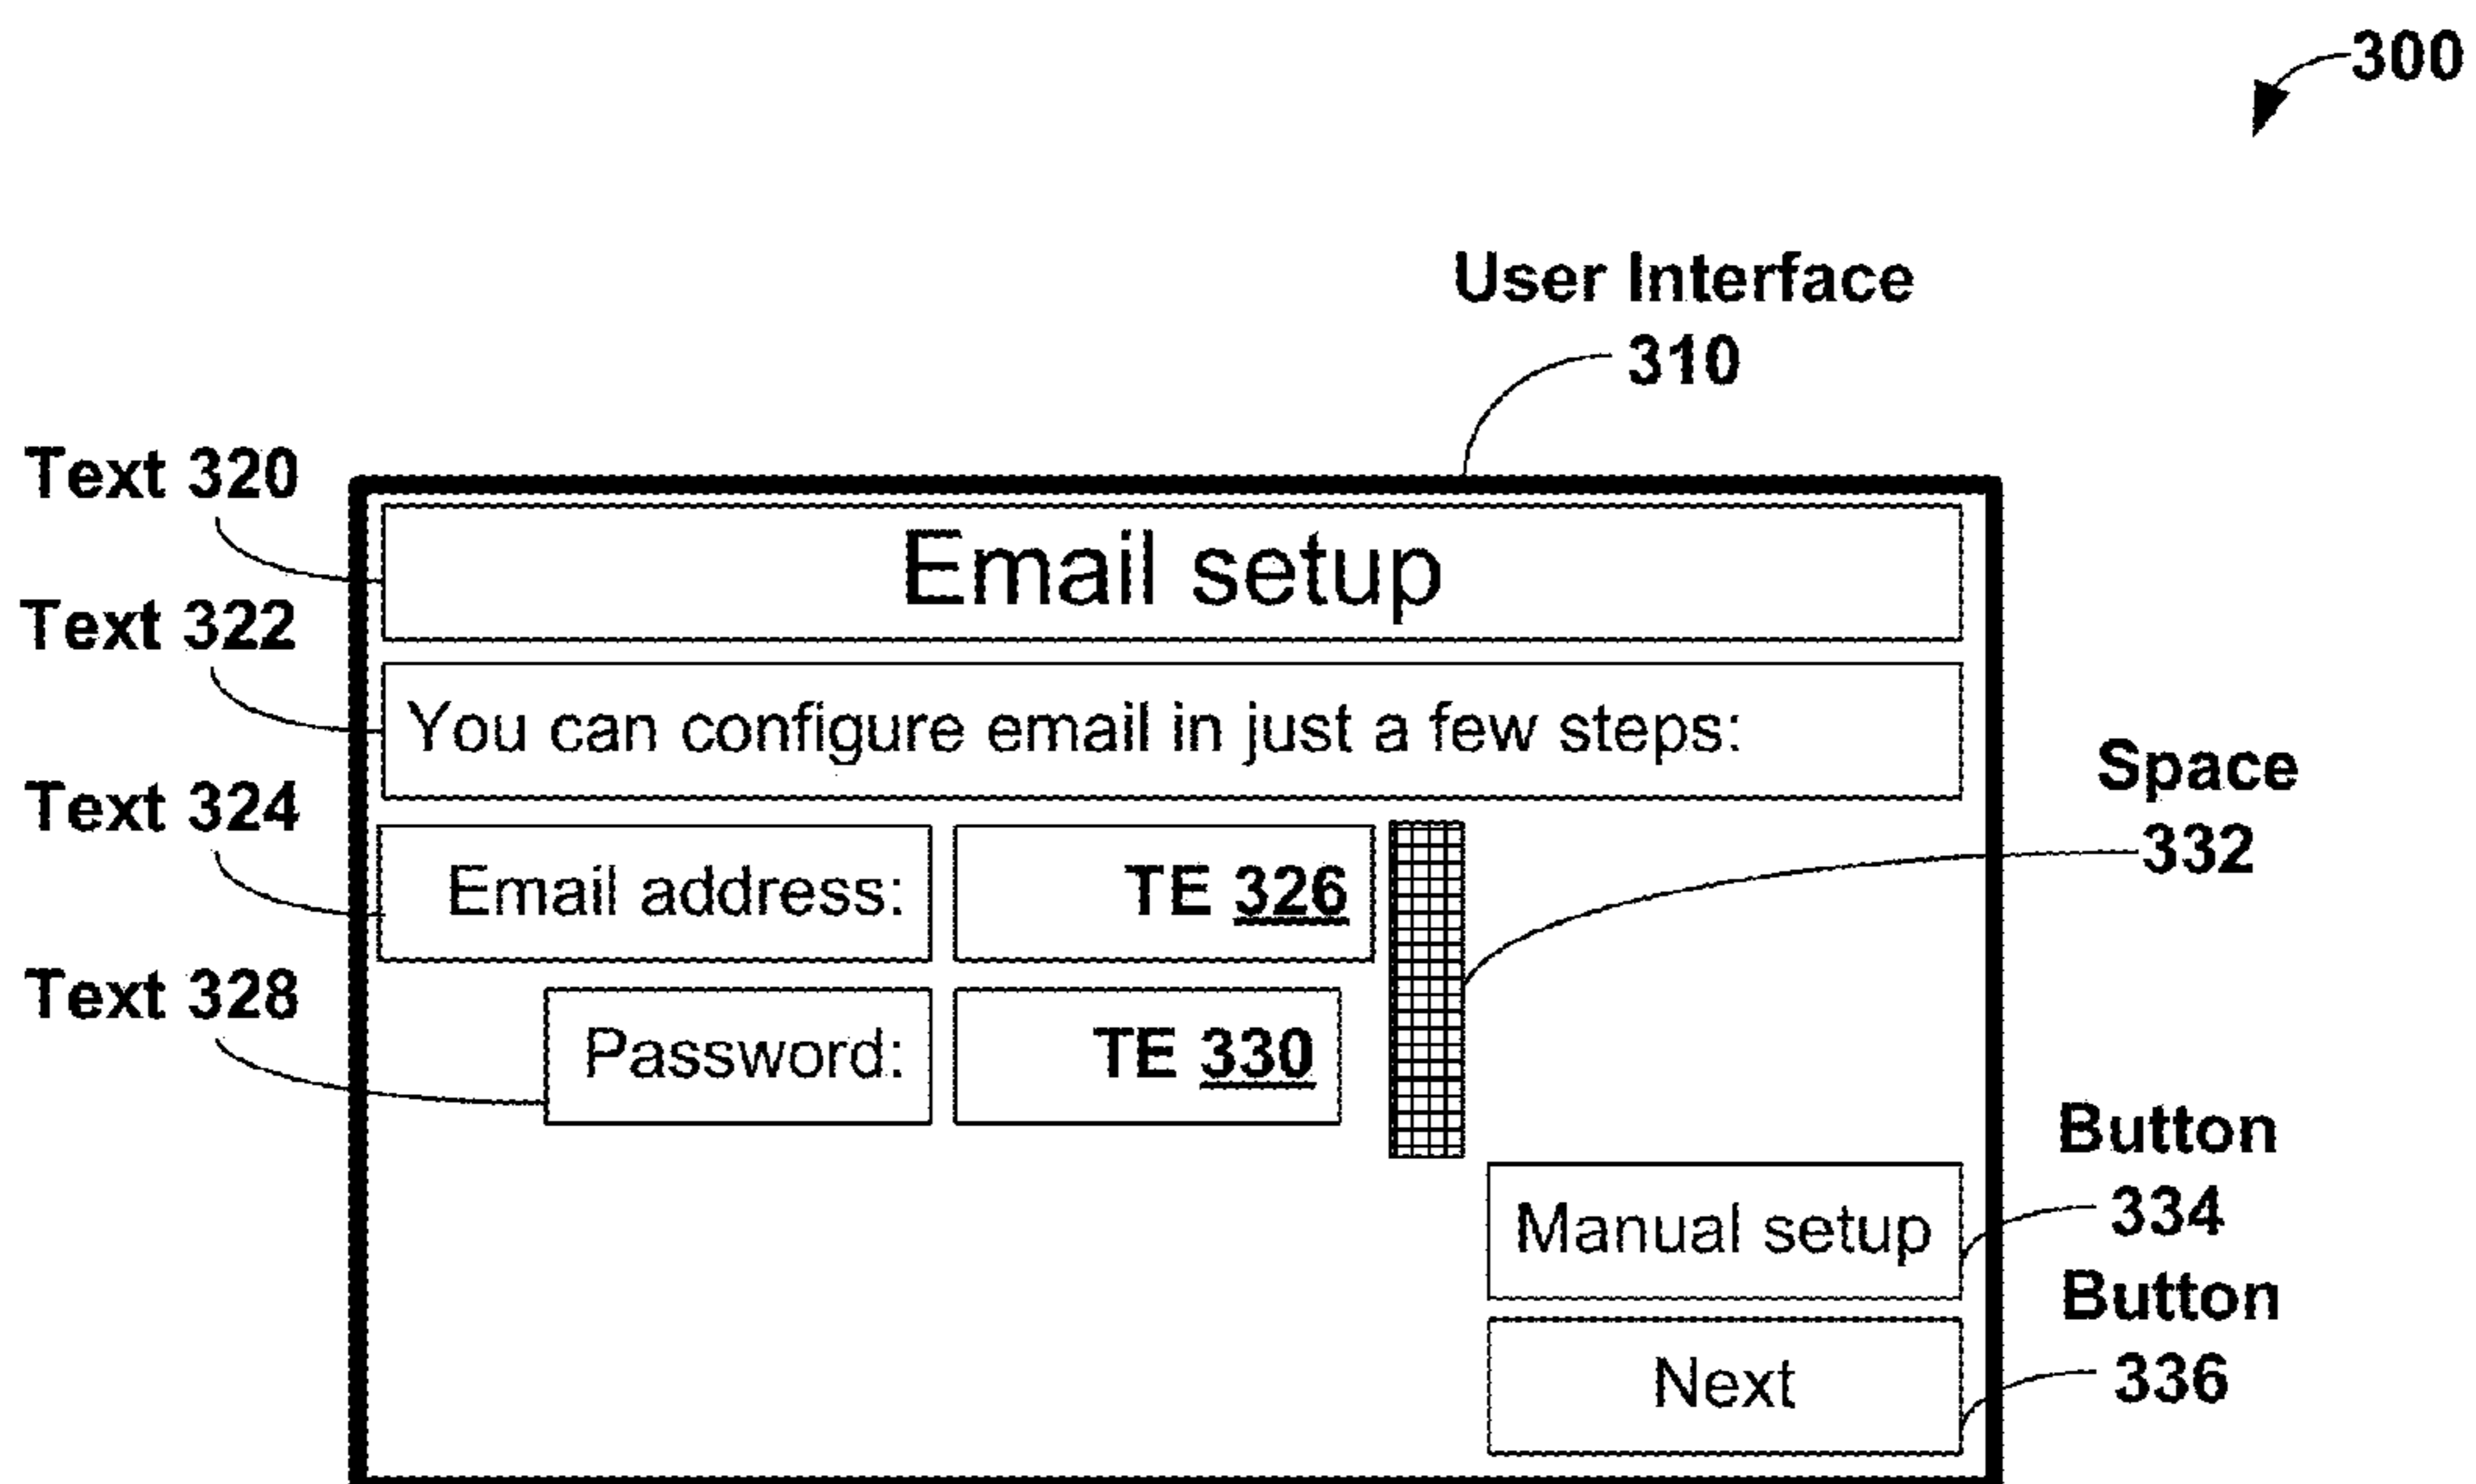 300
User Interface
310
Text 320
Email setup
Text 322
You can configure email in just a few steps:
Space
332
Text 324
Email address:
TE 326
Text 328
Password:
TE 330
Button
334
Manual setup
Button
336
Next